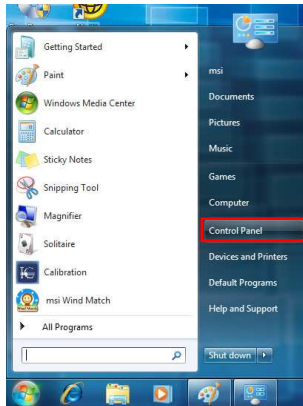 Getting Started
Paint
Windows Media Center
Calculator
Sticky Notes
Snipping Tool
Magnifier
Solitaire
Calibration
msi Wind Match
All Programs
msi
Documents
Pictures
Music
Games
Computer
Control Panel
Devices and Printers
Default Programs
Help and Support
Shut down